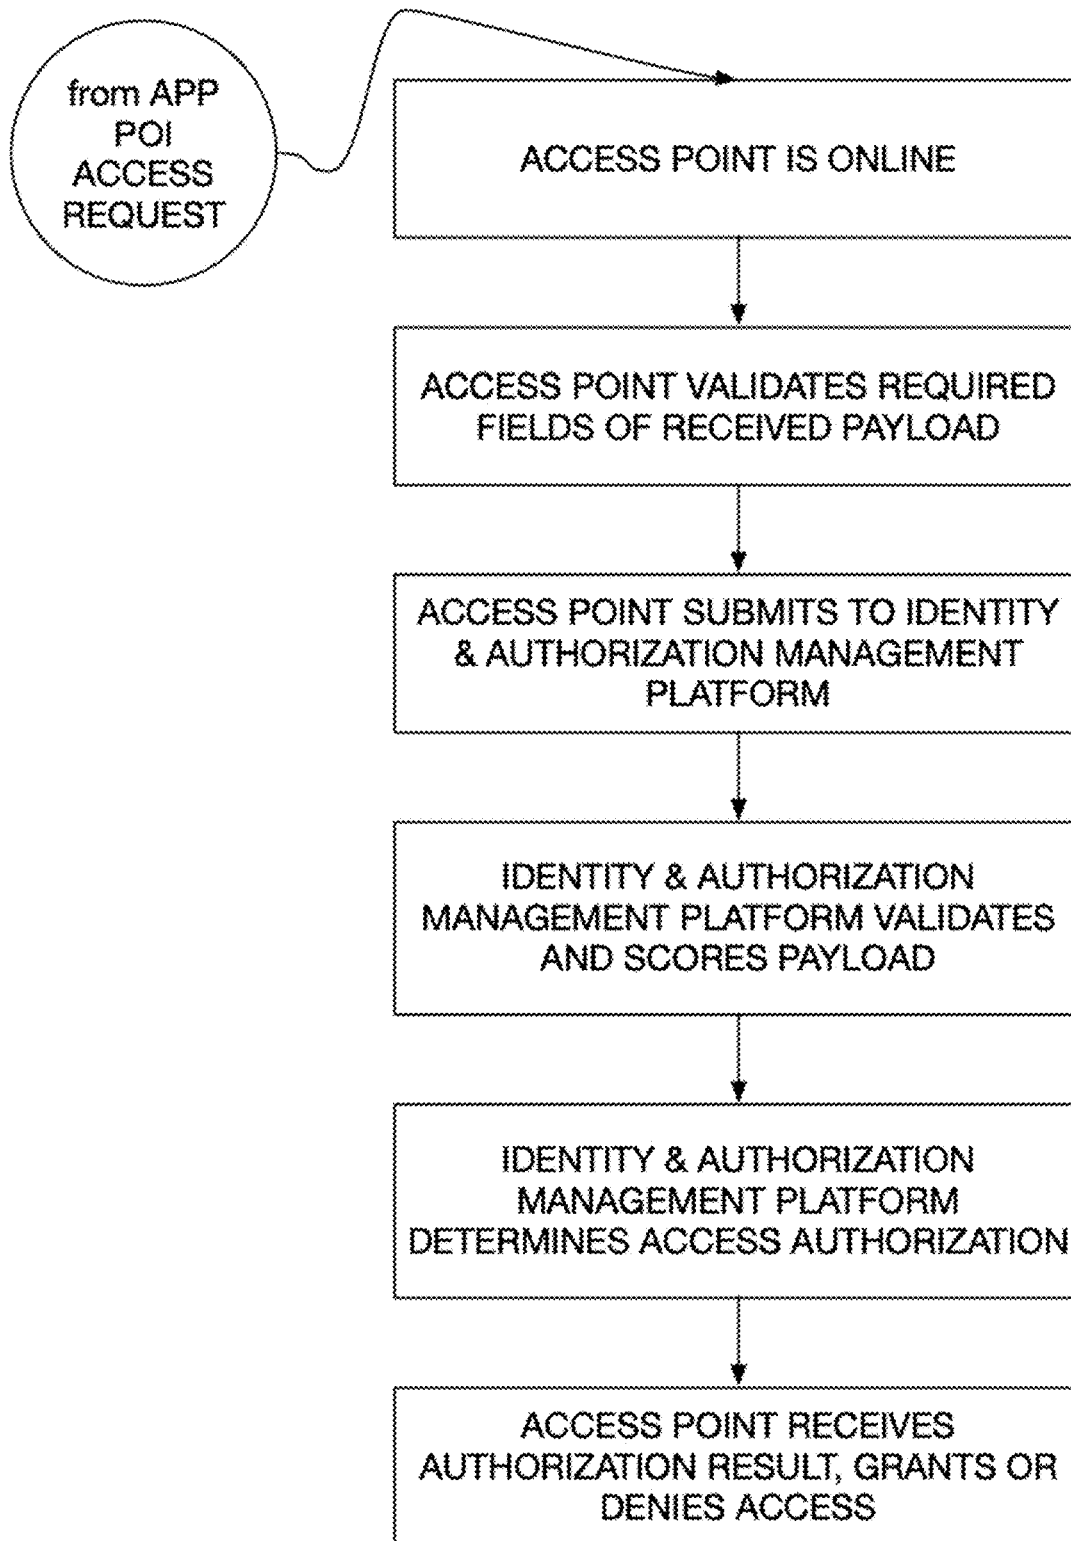 from APP
POI
ACCESS
REQUEST
ACCESS POINT IS ONLINE
ACCESS POINT VALIDATES REQUIRED
FIELDS OF RECEIVED PAYLOAD
ACCESS POINT SUBMITS TO IDENTITY
& AUTHORIZATION MANAGEMENT
PLATFORM
IDENTITY & AUTHORIZATION
MANAGEMENT PLATFORM VALIDATES
AND SCORES PAYLOAD
IDENTITY & AUTHORIZATION
MANAGEMENT PLATFORM
DETERMINES ACCESS AUTHORIZATION
ACCESS POINT RECEIVES
AUTHORIZATION RESULT, GRANTS OR
DENIES ACCESS